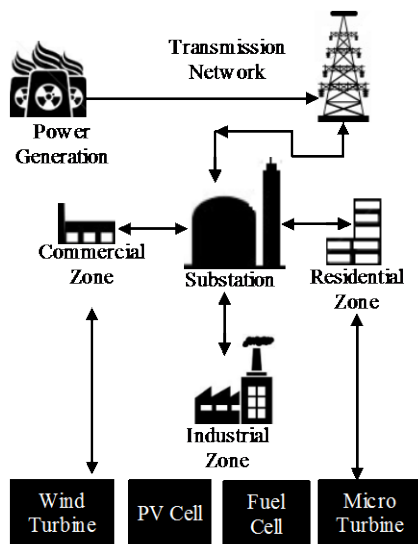 Transmission
Network
Power
Generation
Commercial
Zone
Substation
Residential
Zone
Industrial
Zone
Wind
Turbine
PV Cell
Fuel
Cell
Micro
Turbine